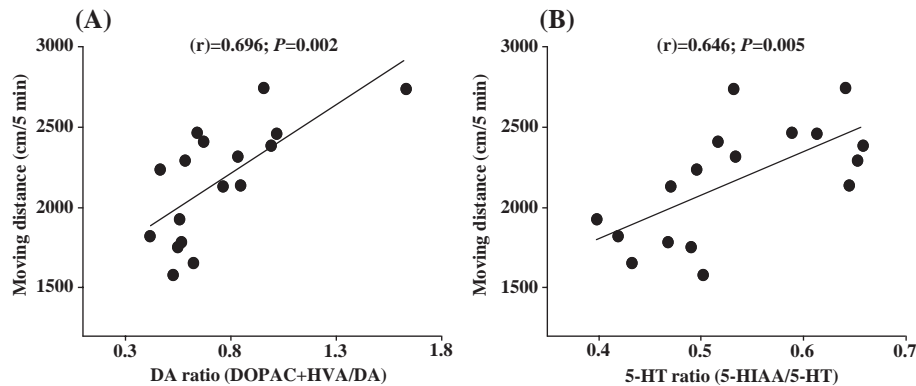 (A)
(r)=0.696; P=0.002
3000
2500
2000
1500
Moving distance (cm/5 min)
0.3 0.8 1.3 1.8
DA ratio (DOPAC+HVA/DA)
(B)
(r)=0.646; P=0.005
3000
2500
2000
1500
Moving distance (cm/5 min)
0.4 0.5 0.6 0.7
5-HT ratio (5-HIAA/5-HT)